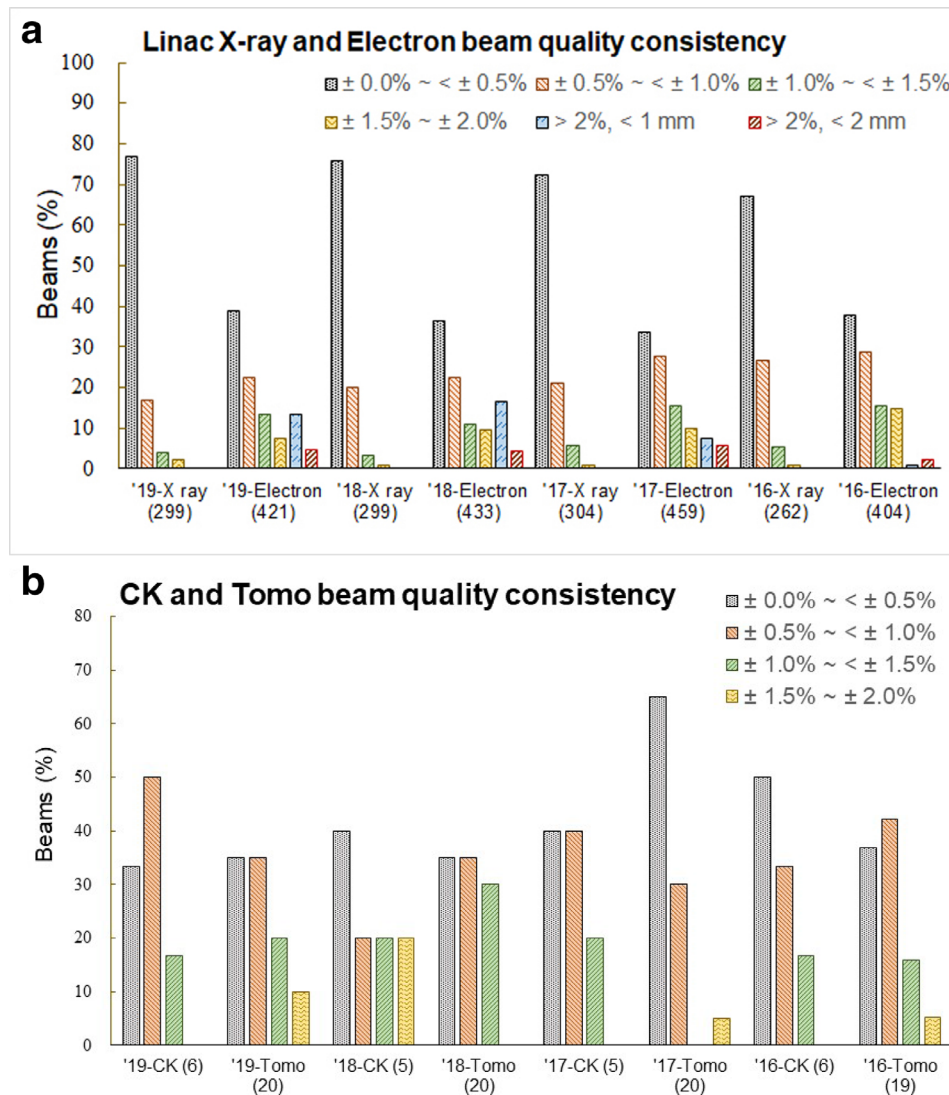 a
Linac X-ray and Electron beam quality consistency
± 0.0% ~ < ± 0.5% ± 0.5% ~ < ± 1.0% ± 1.0% ~ < ± 1.5%
± 1.5% ~ ± 2.0% > 2%, < 1 mm > 2%, < 2 mm
Beams (%)
100
90
80
70
60
50
40
30
20
10
0
'19-X ray '19-Electron '18-X ray '18-Electron '17-X ray '17-Electron '16-X ray '16-Electron
(299) (421) (299) (433) (304) (459) (262) (404)
b
CK and Tomo beam quality consistency
± 0.0% ~ < ± 0.5%
± 0.5% ~ < ± 1.0%
± 1.0% ~ < ± 1.5%
± 1.5% ~ ± 2.0%
Beams (%)
80
70
60
50
40
30
20
10
0
'19-CK (6) '19-Tomo '18-CK (5) '18-Tomo '17-CK (5) '17-Tomo '16-CK (6) '16-Tomo
(20) (20) (20) (19)